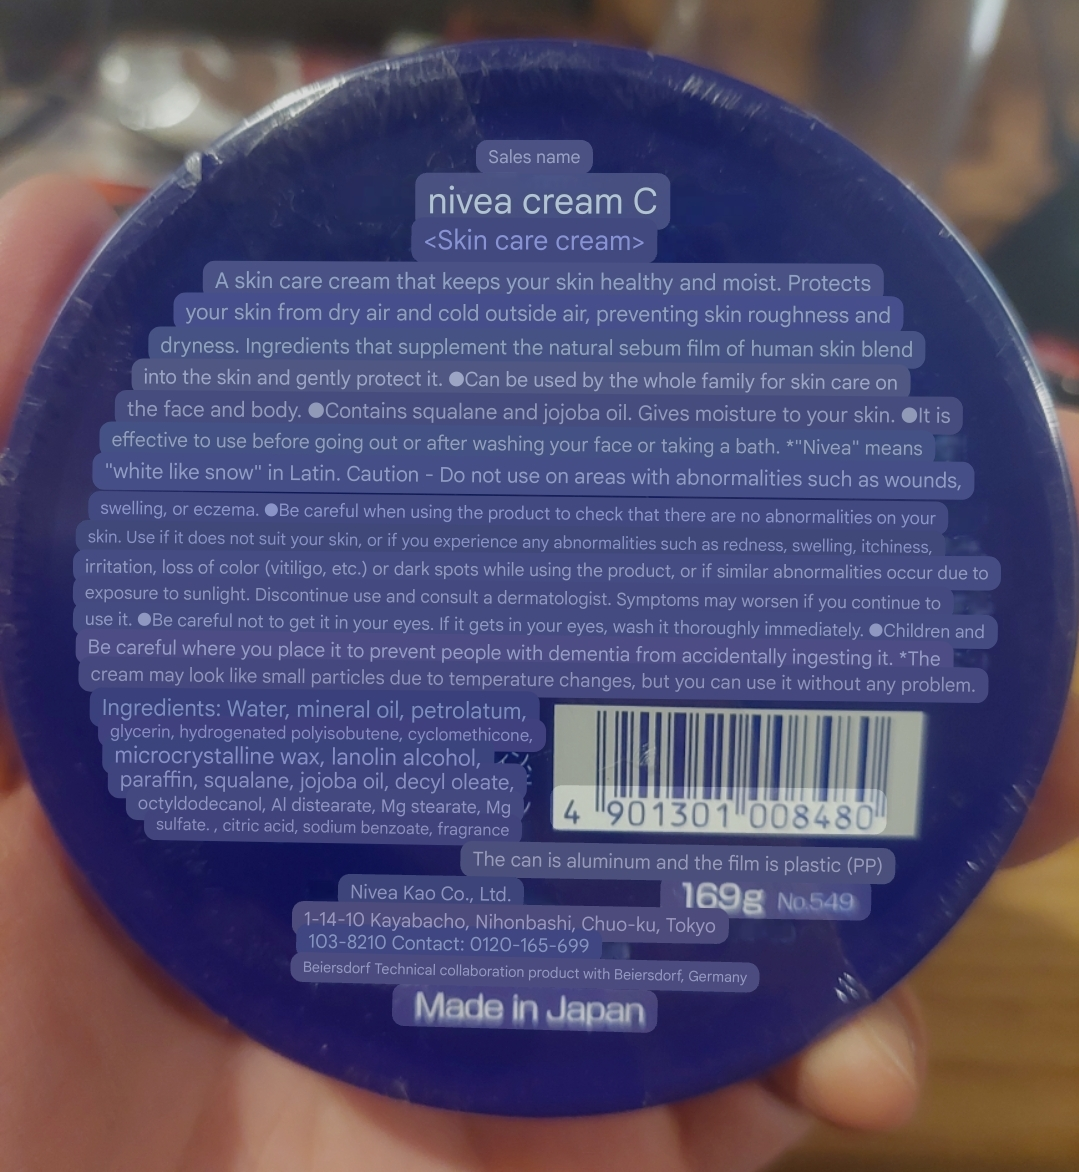 Sales name
nivea cream C
<Skin care cream>
A skin care cream that keeps your skin healthy and moist. Protects
your skin from dry air and cold outside air, preventing skin roughness and
dryness. Ingredients that supplement the natural sebum film of human skin blend
into the skin and gently protect it. ●Can be used by the whole family for skin care on
the face and body. ●Contains squalane and jojoba oil. Gives moisture to your skin. ●It is
effective to use before going out or after washing your face or taking a bath. *"Nivea" means
"white like snow" in Latin. Caution - Do not use on areas with abnormalities such as wounds,
swelling, or eczema. ●Be careful when using the product to check that there are no abnormalities on your
skin. Use if it does not suit your skin, or if you experience any abnormalities such as redness, swelling, itchiness,
irritation, loss of color (vitiligo, etc.) or dark spots while using the product, or if similar abnormalities occur due to
exposure to sunlight. Discontinue use and consult a dermatologist. Symptoms may worsen if you continue to
use it. ●Be careful not to get it in your eyes. If it gets in your eyes, wash it thoroughly immediately. ●Children and
Be careful where you place it to prevent people with dementia from accidentally ingesting it. *The
cream may look like small particles due to temperature changes, but you can use it without any problem.
Ingredients: Water, mineral oil, petrolatum,
glycerin, hydrogenated polyisobutene, cyclomethicone,
microcrystalline wax, lanolin alcohol,
paraffin, squalane, jojoba oil, decyl oleate,
octyldodecanol, Al distearate, Mg stearate, Mg
sulfate. , citric acid, sodium benzoate, fragrance
4 901301 008480
The can is aluminum and the film is plastic (PP)
Nivea Kao Co., Ltd.
169g No.549
1-14-10 Kayabacho, Nihonbashi, Chuo-ku, Tokyo
103-8210 Contact: 0120-165-699
Beiersdorf Technical collaboration product with Beiersdorf, Germany
Made in Japan